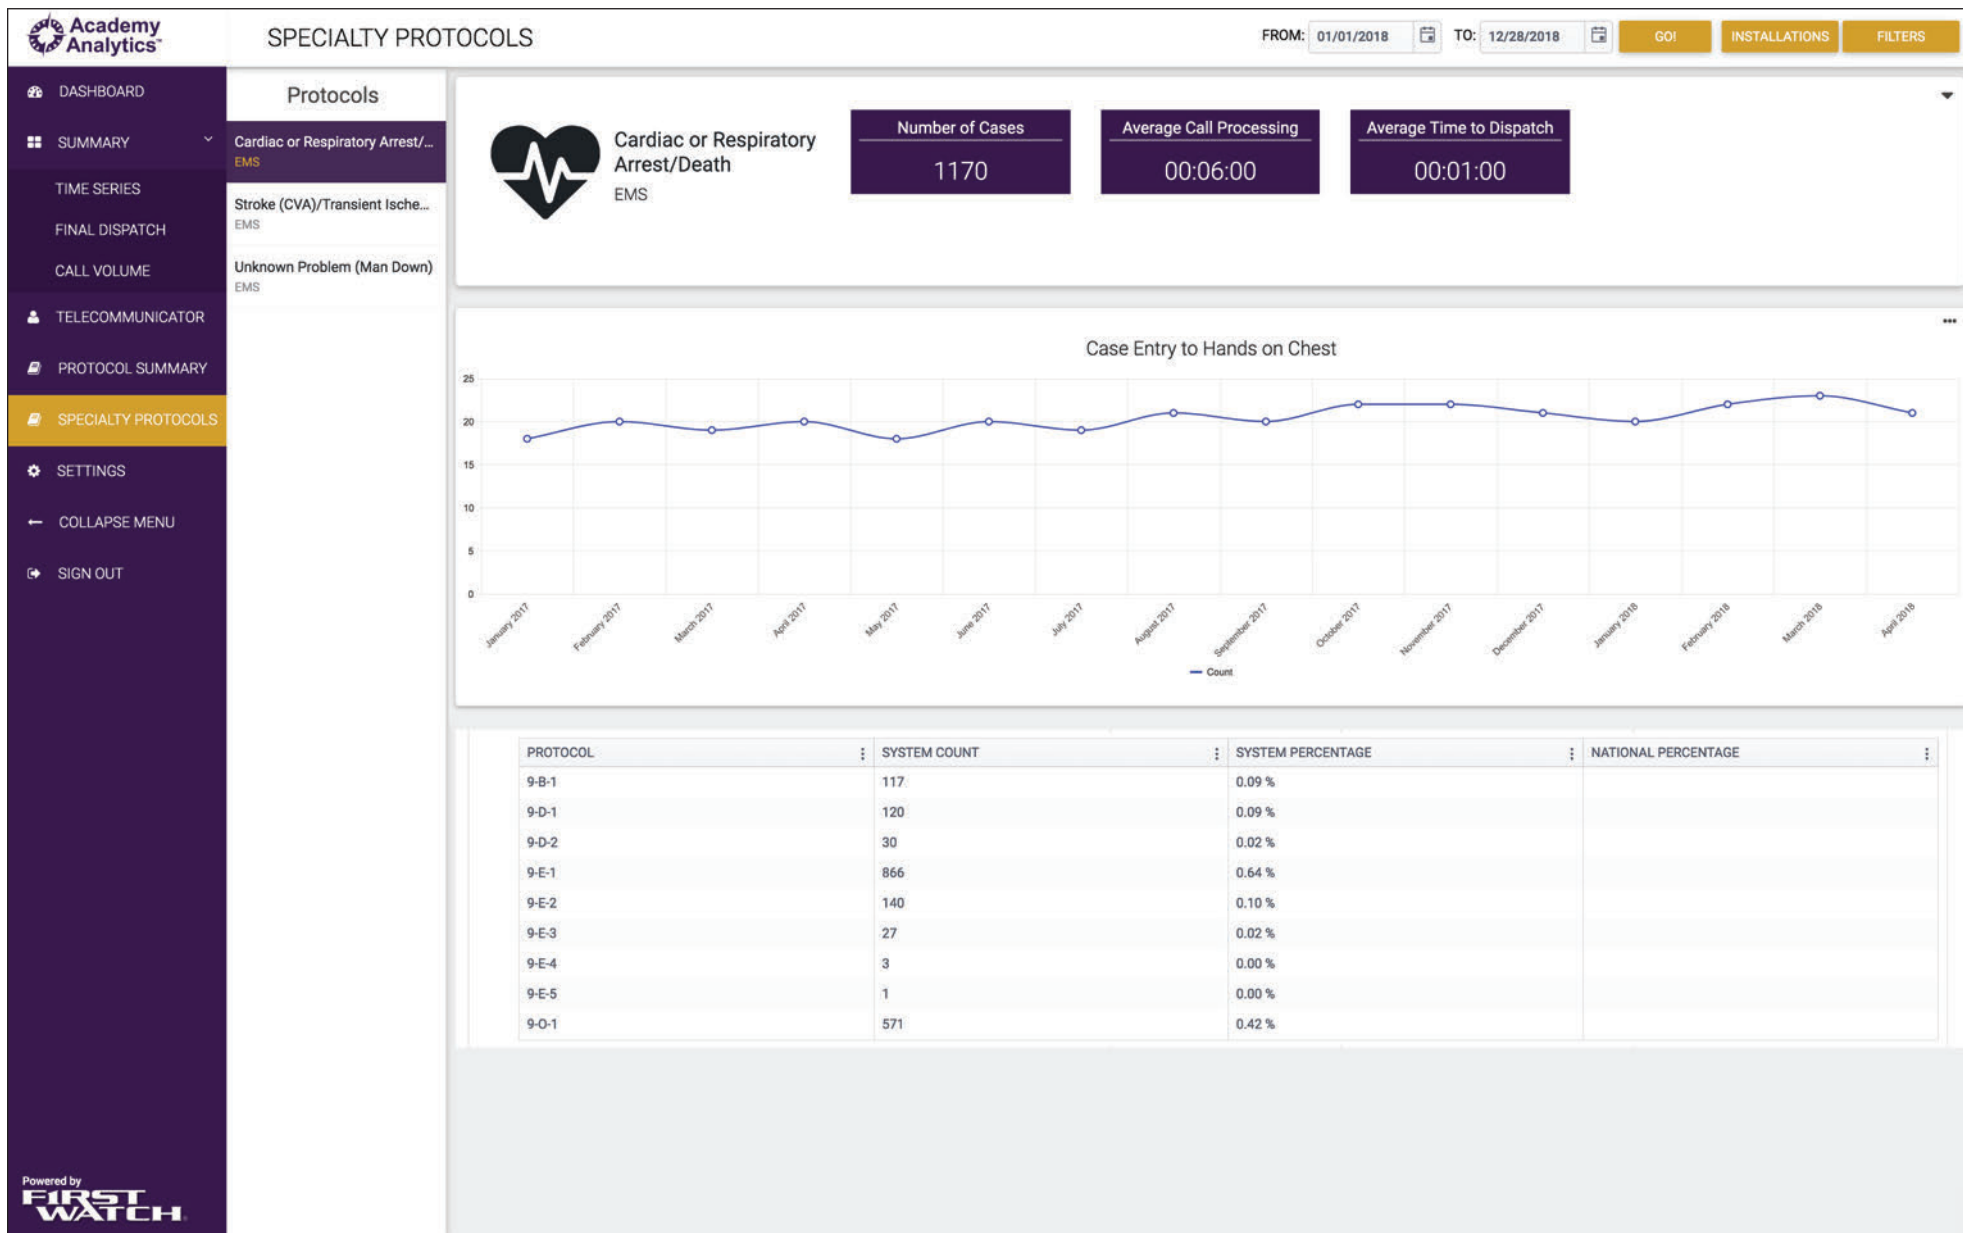 Academy
Analytics™
SPECIALTY PROTOCOLS
FROM: 01/01/2018 TO: 12/28/2018 GO! INSTALLATIONS FILTERS
DASHBOARD
SUMMARY
TIME SERIES
FINAL DISPATCH
CALL VOLUME
TELECOMMUNICATOR
PROTOCOL SUMMARY
SPECIALTY PROTOCOLS
SETTINGS
COLLAPSE MENU
SIGN OUT
Powered by
FIRST
WATCH
Protocols
Cardiac or Respiratory Arrest/...
EMS
Stroke (CVA)/Transient Ische...
EMS
Unknown Problem (Man Down)
EMS
Cardiac or Respiratory
Arrest/Death
EMS
Number of Cases
1170
Average Call Processing
00:06:00
Average Time to Dispatch
00:01:00
Case Entry to Hands on Chest
25
20
15
10
5
0
January 2017
February 2017
March 2017
April 2017
May 2017
June 2017
July 2017
August 2017
September 2017
October 2017
November 2017
December 2017
January 2018
February 2018
March 2018
April 2018
Count
PROTOCOL SYSTEM COUNT SYSTEM PERCENTAGE NATIONAL PERCENTAGE
9-B-1 117 0.09 %
9-D-1 120 0.09 %
9-D-2 30 0.02 %
9-E-1 866 0.64 %
9-E-2 140 0.10 %
9-E-3 27 0.02 %
9-E-4 3 0.00 %
9-E-5 1 0.00 %
9-O-1 571 0.42 %